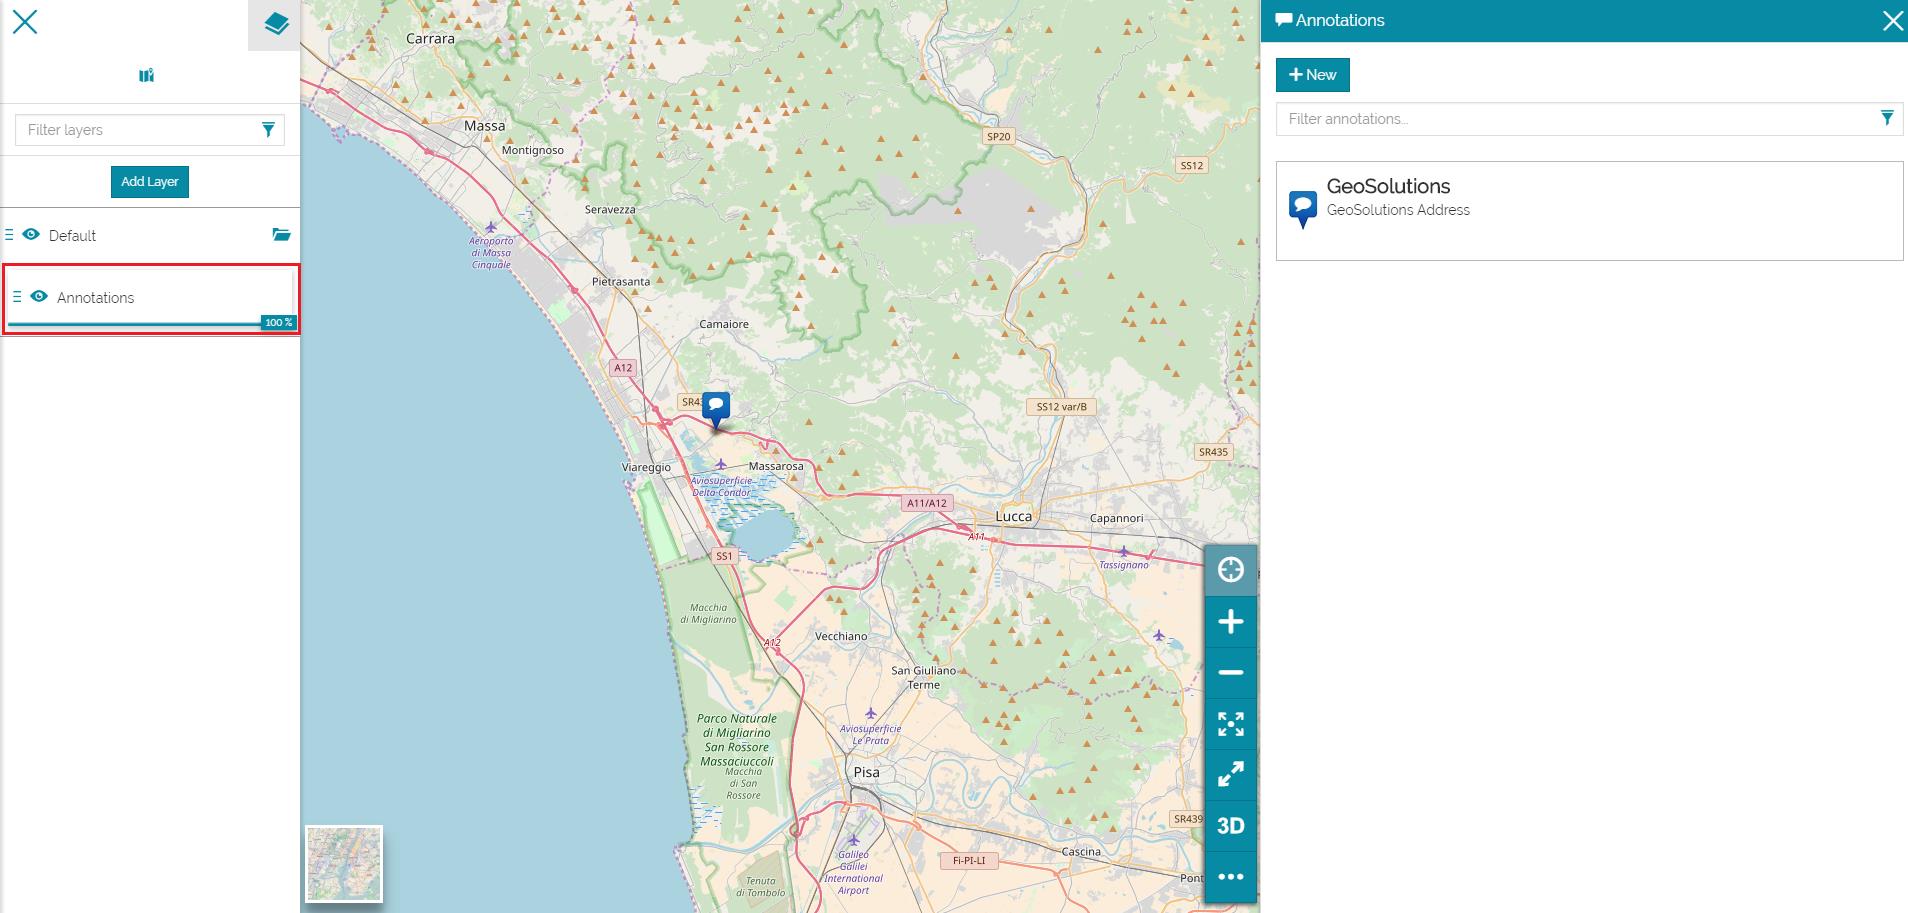 Filter layers
Add Layer
Default
Annotations
100 %
Carrara
Massa
Montignoso
SP20
SS12
Seravezza
Aeroporto
di Massa
Cinquale
Pietrasanta
Camaiore
A12
SS12 var/B
SR435
Viareggio
Massarosa
Aviosuperficie
Delta Condor
A11/A12
Lucca
Capannori
A11
SS1
Tassignano
Macchia
di Migliarino
A12
Vecchiano
San Giuliano
Terme
Parco Naturale
di Migliarino
San Rossore
Massaciuccoli
Macchia
di San
Rossore
Aviosuperficie
Le Prata
Pisa
3D
SR439
Galileo
Galilei
International
Airport
Fi-PI-LI
Cascina
Tenuta
di Tombolo
Pont
Annotations
New
Filter annotations...
GeoSolutions
GeoSolutions Address